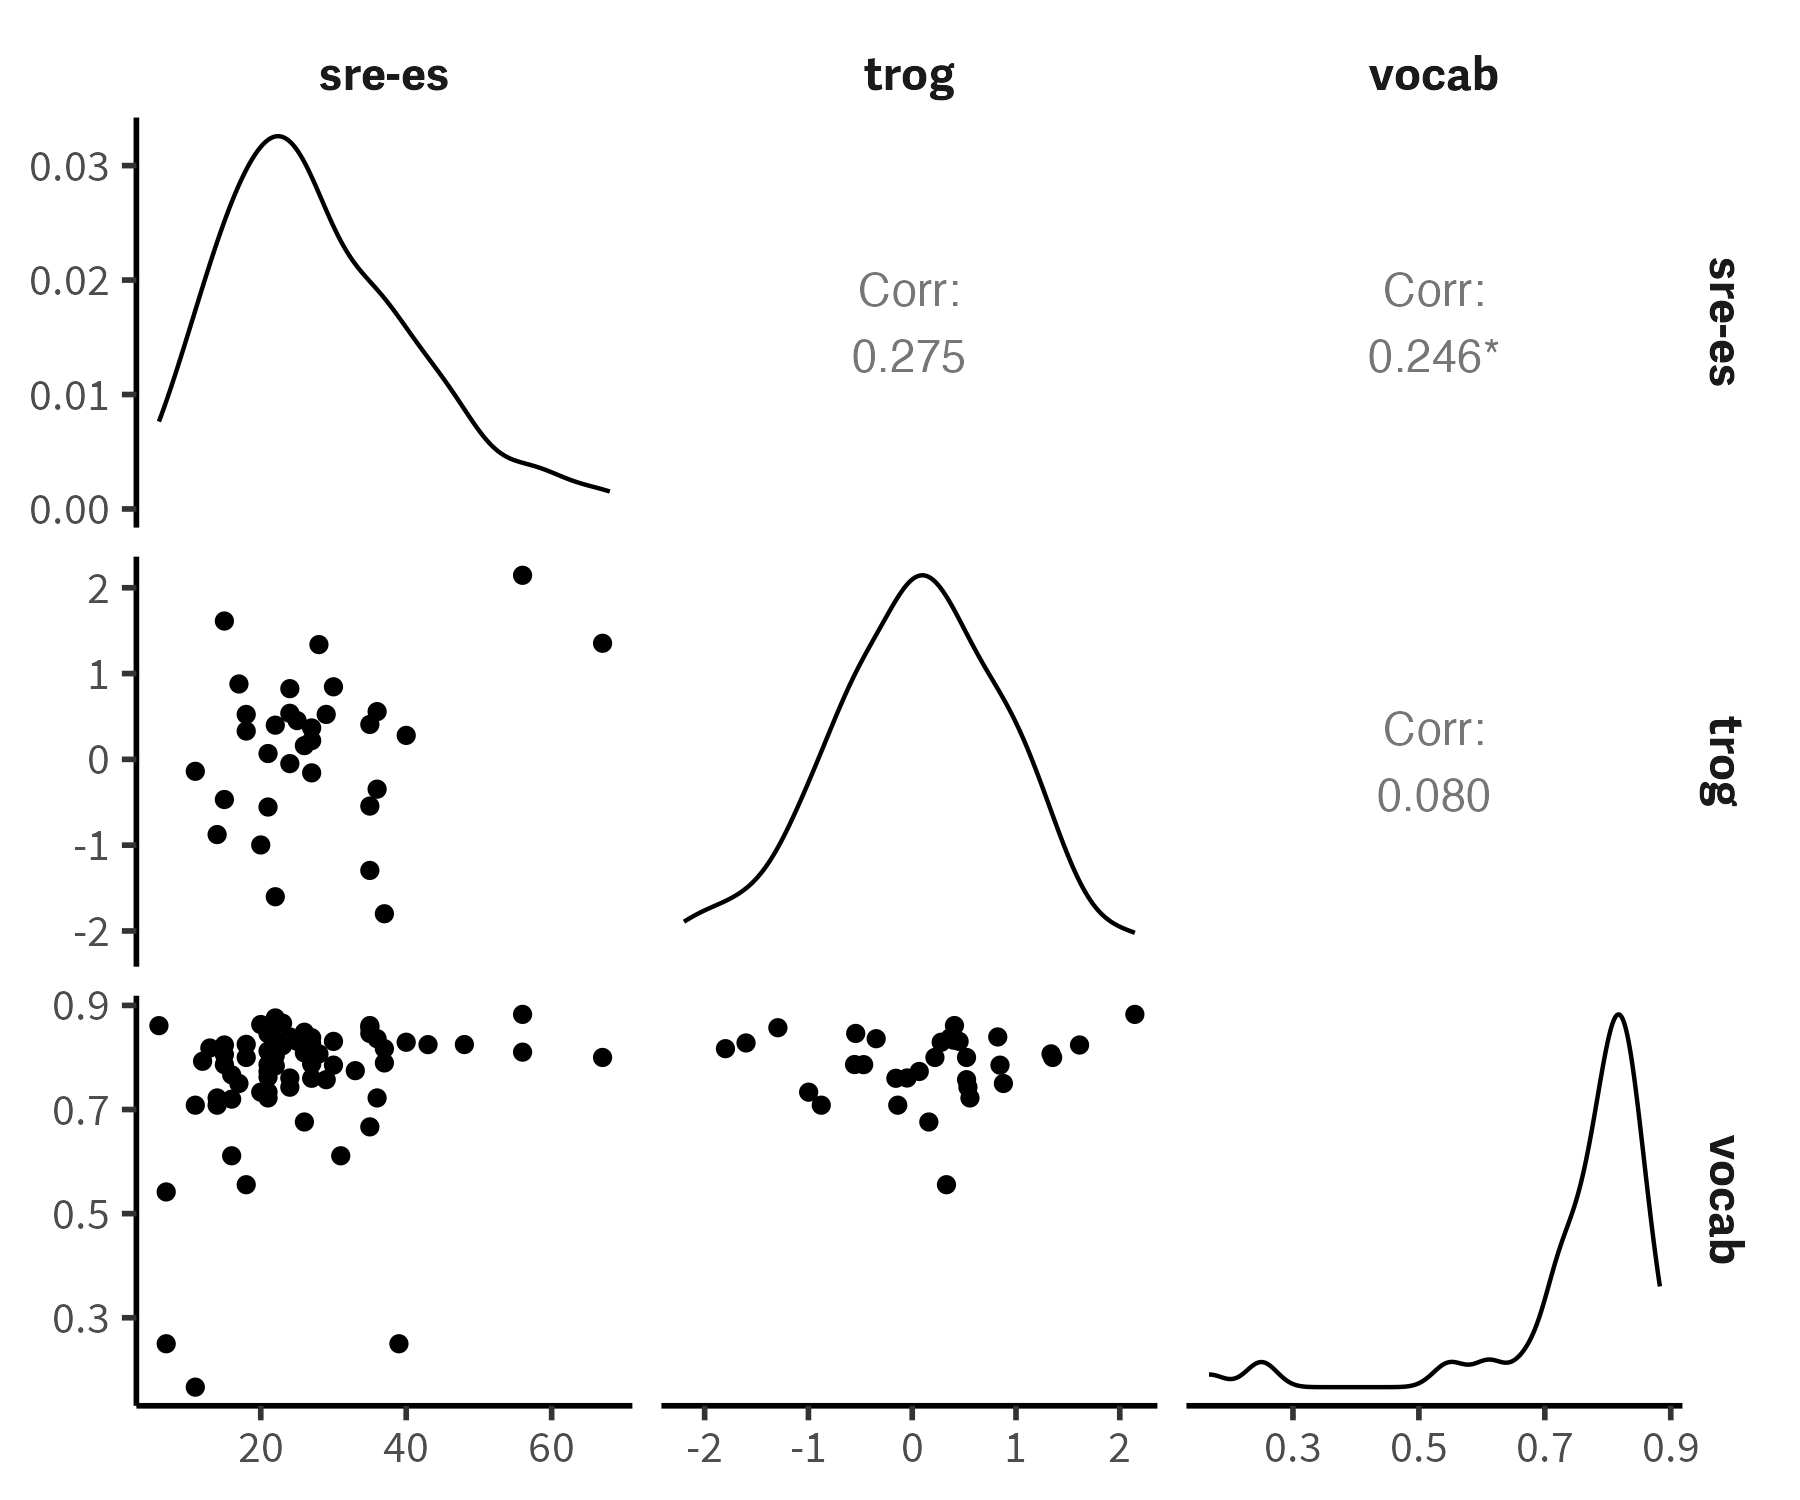 sre-es trog vocab
0.03
0.02
0.01
0.00
Corr:
0.275
Corr:
0.246*
sre-es
2
1
0
-1
-2
Corr:
0.080
trog
0.9
0.7
0.5
0.3
vocab
20 40 60 -2 -1 0 1 2 0.3 0.5 0.7 0.9